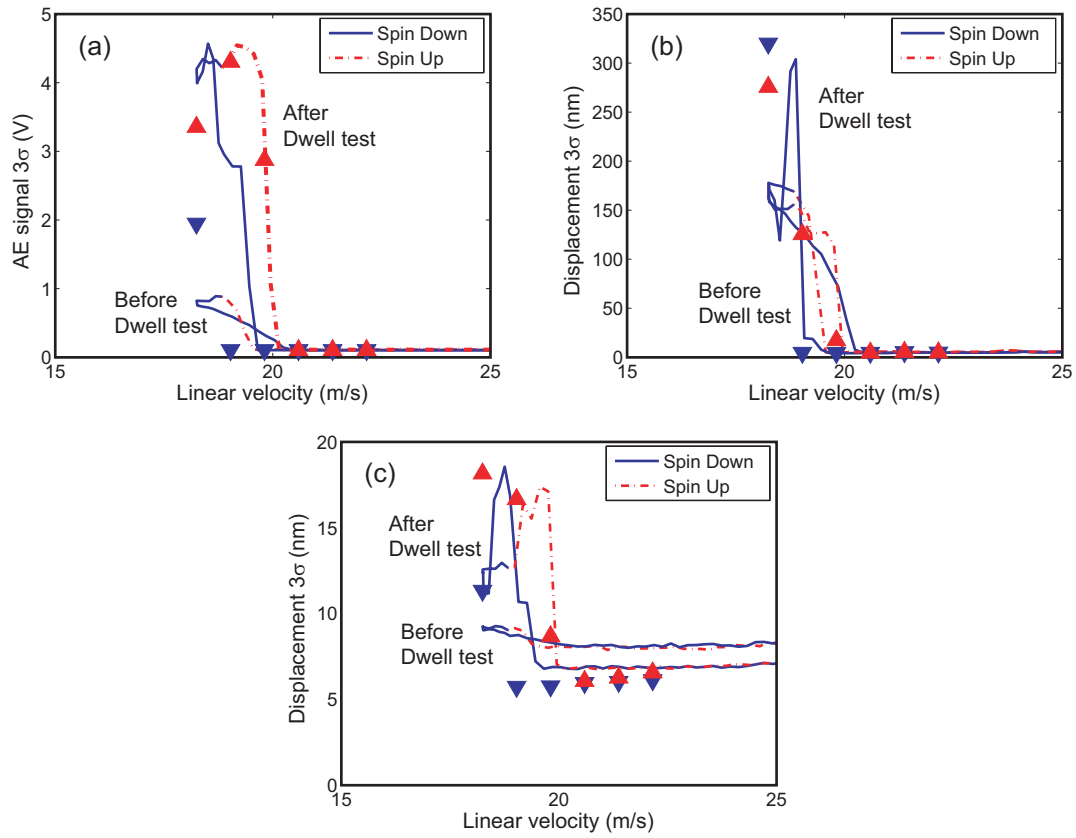 (a)
Spin Down
Spin Up
After
Dwell test
Before
Dwell test
5
4
3
2
1
0
15
20
25
AE signal 3σ (V)
Linear velocity (m/s)
(b)
Spin Down
Spin Up
After
Dwell test
Before
Dwell test
350
300
250
200
150
100
50
0
15
20
25
Displacement 3σ (nm)
Linear velocity (m/s)
(c)
Spin Down
Spin Up
After
Dwell test
Before
Dwell test
20
15
10
5
0
15
20
25
Displacement 3σ (nm)
Linear velocity (m/s)